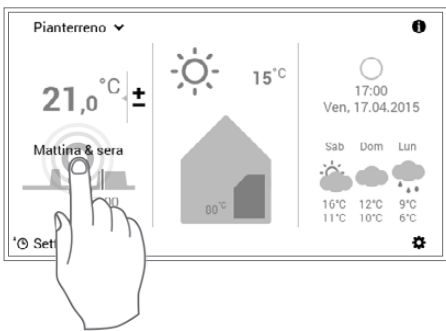 Pianterreno
21,0 °C ±
15°C
17:00
Ven, 17.04.2015
Mattina & sera
Sab Dom Lun
16°C 12°C 9°C
11°C 10°C 6°C
00°C